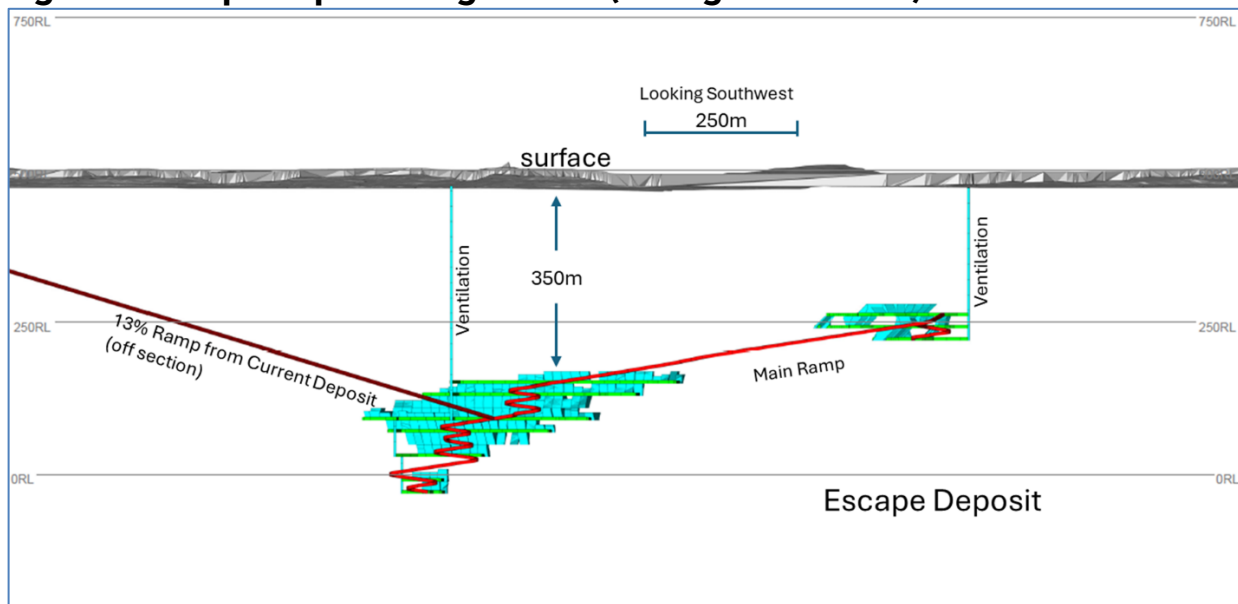 750RL
750RL
Looking Southwest
250m
surface
Ventilation
350m
Ventilation
250RL
250RL
13% Ramp from Current Deposit
(off section)
Main Ramp
0RL
0RL
Escape Deposit